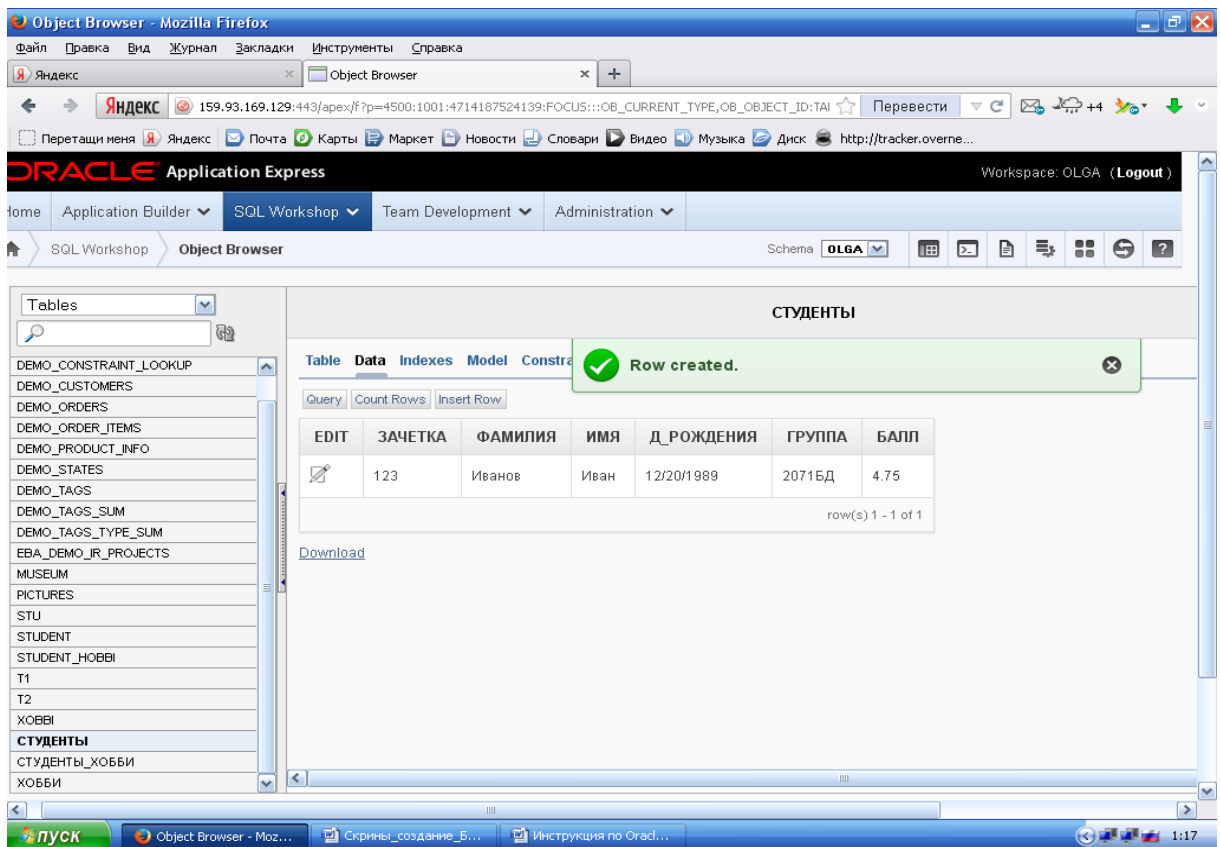 Object Browser - Mozilla Firefox
Файл Правка Вид Журнал Закладки Инструменты Справка
Я Яндекс × Object Browser × +
Яндекс 159.93.169.129:443/apex/f?p=4500:1001:4714187524139:FOCUS:::OB_CURRENT_TYPE,OB_OBJECT_ID:TAI Перевести +4
Перетащи меня Я Яндекс Почта Карты Маркет Новости Словари Видео Музыка Диск http://tracker.overne...
ORACLE Application Express Workspace: OLGA (Logout)
Home Application Builder SQL Workshop Team Development Administration
SQL Workshop Object Browser Schema OLGA
Tables
СТУДЕНТЫ
Table Data Indexes Model Constra
Row created.
Query Count Rows Insert Row
EDIT ЗАЧЕТКА ФАМИЛИЯ ИМЯ Д_РОЖДЕНИЯ ГРУППА БАЛЛ
123 Иванов Иван 12/20/1989 2071БД 4.75
row(s) 1 - 1 of 1
Download
DEMO_CONSTRAINT_LOOKUP
DEMO_CUSTOMERS
DEMO_ORDERS
DEMO_ORDER_ITEMS
DEMO_PRODUCT_INFO
DEMO_STATES
DEMO_TAGS
DEMO_TAGS_SUM
DEMO_TAGS_TYPE_SUM
EBA_DEMO_IR_PROJECTS
MUSEUM
PICTURES
STU
STUDENT
STUDENT_HOBBI
T1
T2
XOBBI
СТУДЕНТЫ
СТУДЕНТЫ_ХОББИ
ХОББИ
пуск Object Browser - Moz... Скрины_создание_Б... Инструкция по Oracl... 1:17